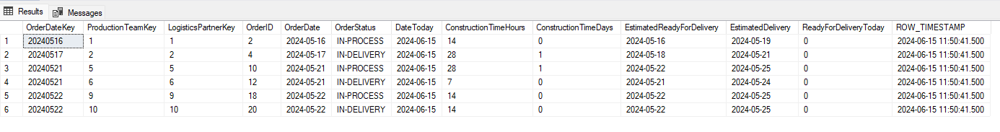 Results Messages
OrderDateKey ProductionTeamKey LogisticsPartnerKey OrderID OrderDate OrderStatus DateToday ConstructionTimeHours ConstructionTimeDays EstimatedReadyForDelivery EstimatedDelivery ReadyForDeliveryToday ROW_TIMESTAMP
1 20240516 1 1 2 2024-05-16 IN-PROCESS 2024-06-15 14 0 2024-05-16 2024-05-19 0 2024-06-15 11:50:41.500
2 20240517 2 2 4 2024-05-17 IN-DELIVERY 2024-06-15 28 1 2024-05-18 2024-05-21 0 2024-06-15 11:50:41.500
3 20240521 5 5 10 2024-05-21 IN-PROCESS 2024-06-15 28 1 2024-05-22 2024-05-25 0 2024-06-15 11:50:41.500
4 20240521 6 6 12 2024-05-21 IN-DELIVERY 2024-06-15 7 0 2024-05-21 2024-05-24 0 2024-06-15 11:50:41.500
5 20240522 9 9 18 2024-05-22 IN-PROCESS 2024-06-15 14 0 2024-05-22 2024-05-25 0 2024-06-15 11:50:41.500
6 20240522 10 10 20 2024-05-22 IN-DELIVERY 2024-06-15 14 0 2024-05-22 2024-05-25 0 2024-06-15 11:50:41.500